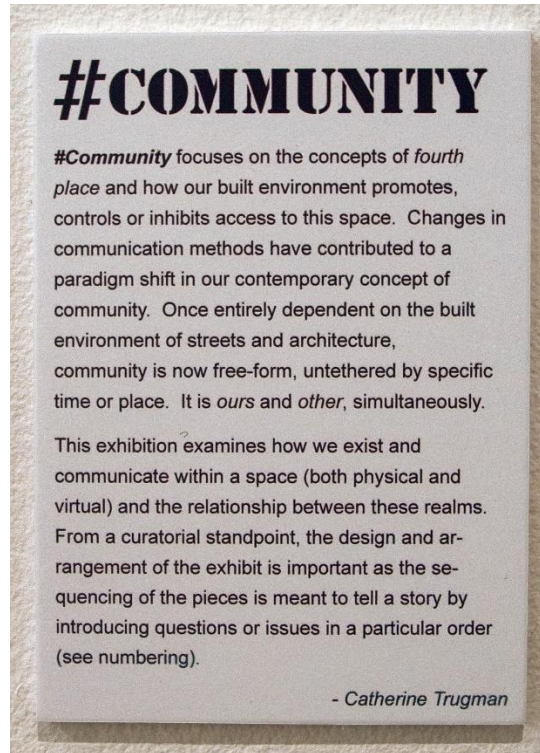 #COMMUNITY
#Community focuses on the concepts of fourth
place and how our built environment promotes,
controls or inhibits access to this space.  Changes in
communication methods have contributed to a
paradigm shift in our contemporary concept of
community.  Once entirely dependent on the built
environment of streets and architecture,
community is now free-form, untethered by specific
time or place.  It is ours and other, simultaneously.
This exhibition examines how we exist and
communicate within a space (both physical and
virtual) and the relationship between these realms.
From a curatorial standpoint, the design and ar-
rangement of the exhibit is important as the se-
quencing of the pieces is meant to tell a story by
introducing questions or issues in a particular order
(see numbering).
- Catherine Trugman